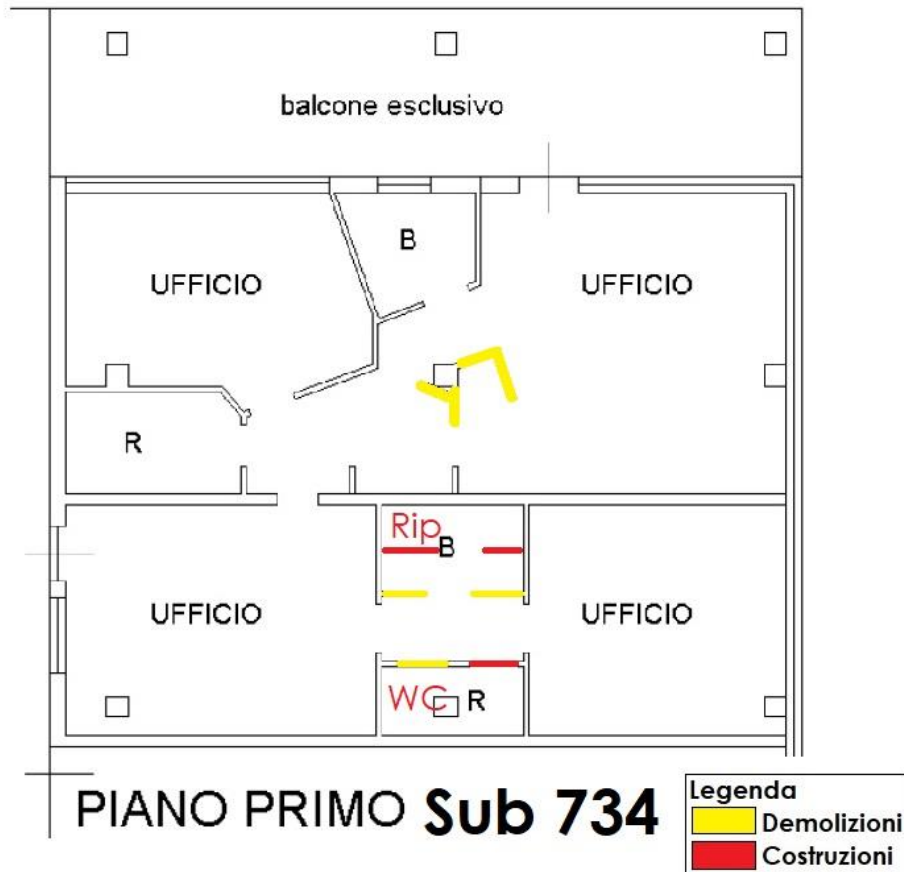 balcone esclusivo
B
UFFICIO
UFFICIO
R
Rip
B
UFFICIO
UFFICIO
WC
R
PIANO PRIMO Sub 734
Legenda
Demolizioni
Costruzioni